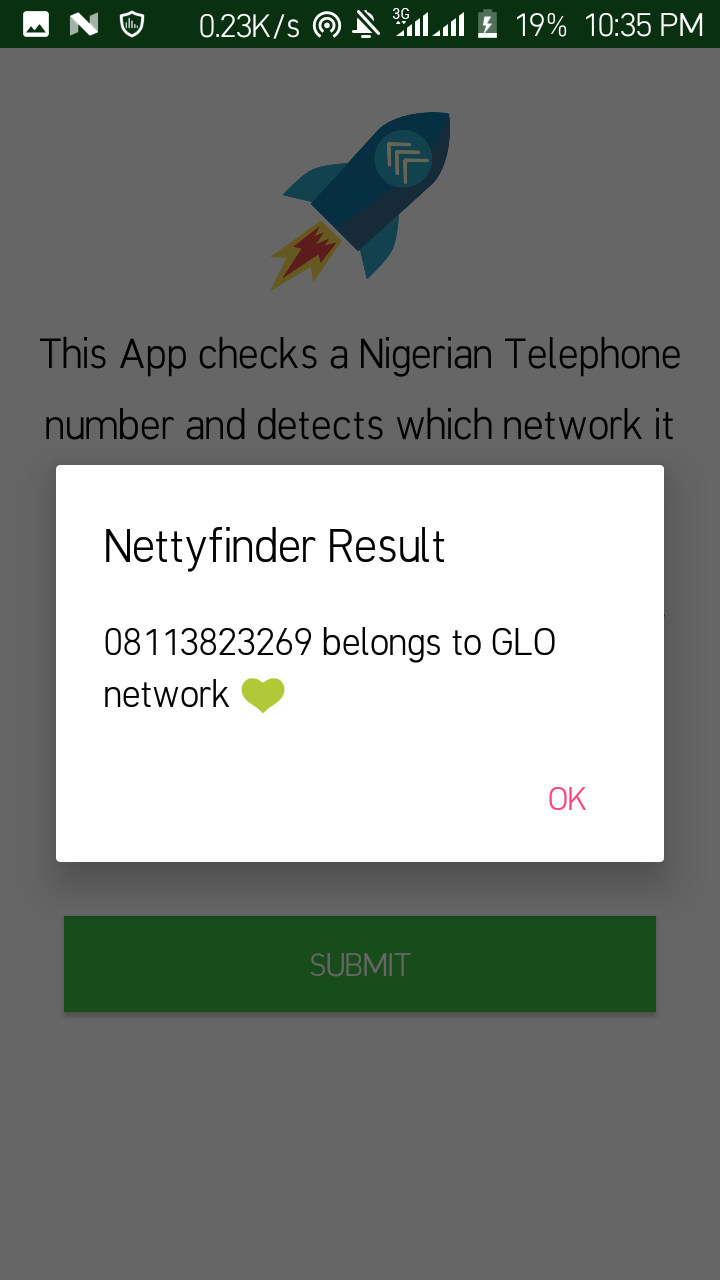 0.23K/s 3G 19% 10:35 PM
This App checks a Nigerian Telephone
number and detects which network it
Nettyfinder Result
08113823269 belongs to GLO
network
OK
SUBMIT